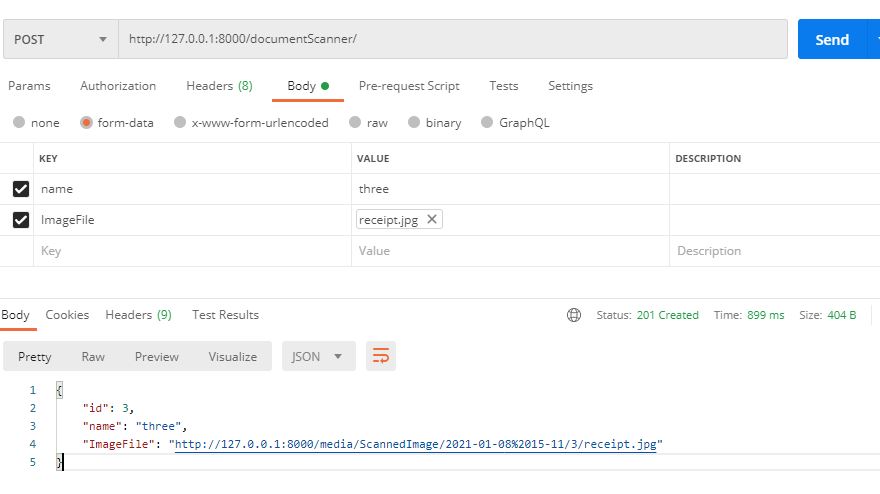 POST http://127.0.0.1:8000/documentScanner/ Send
Params Authorization Headers (8) Body Pre-request Script Tests Settings
none form-data x-www-form-urlencoded raw binary GraphQL
KEY VALUE DESCRIPTION
name three
ImageFile receipt.jpg
Key Value Description
Body Cookies Headers (9) Test Results Status: 201 Created Time: 899 ms Size: 404 B
Pretty Raw Preview Visualize JSON
1 {
2 "id": 3,
3 "name": "three",
4 "ImageFile": "http://127.0.0.1:8000/media/ScannedImage/2021-01-08%2015-11/3/receipt.jpg"
5 }